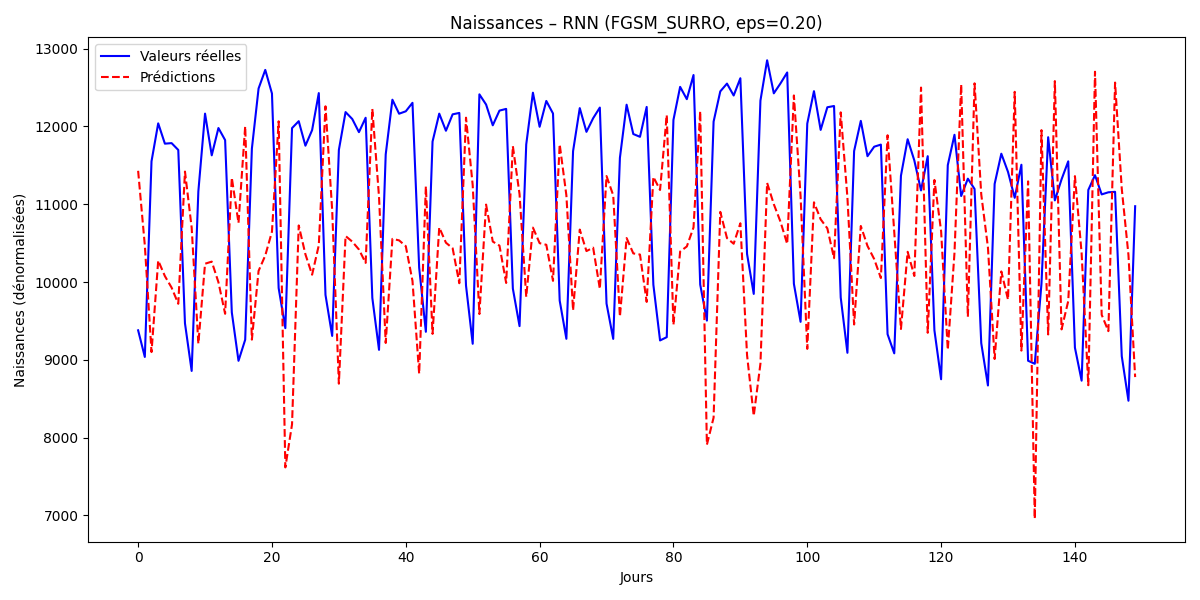 Naissances – RNN (FGSM_SURRO, eps=0.20)
Valeurs réelles
Prédictions
Naissances (dénormalisées)
13000
12000
11000
10000
9000
8000
7000
0 20 40 60 80 100 120 140
Jours